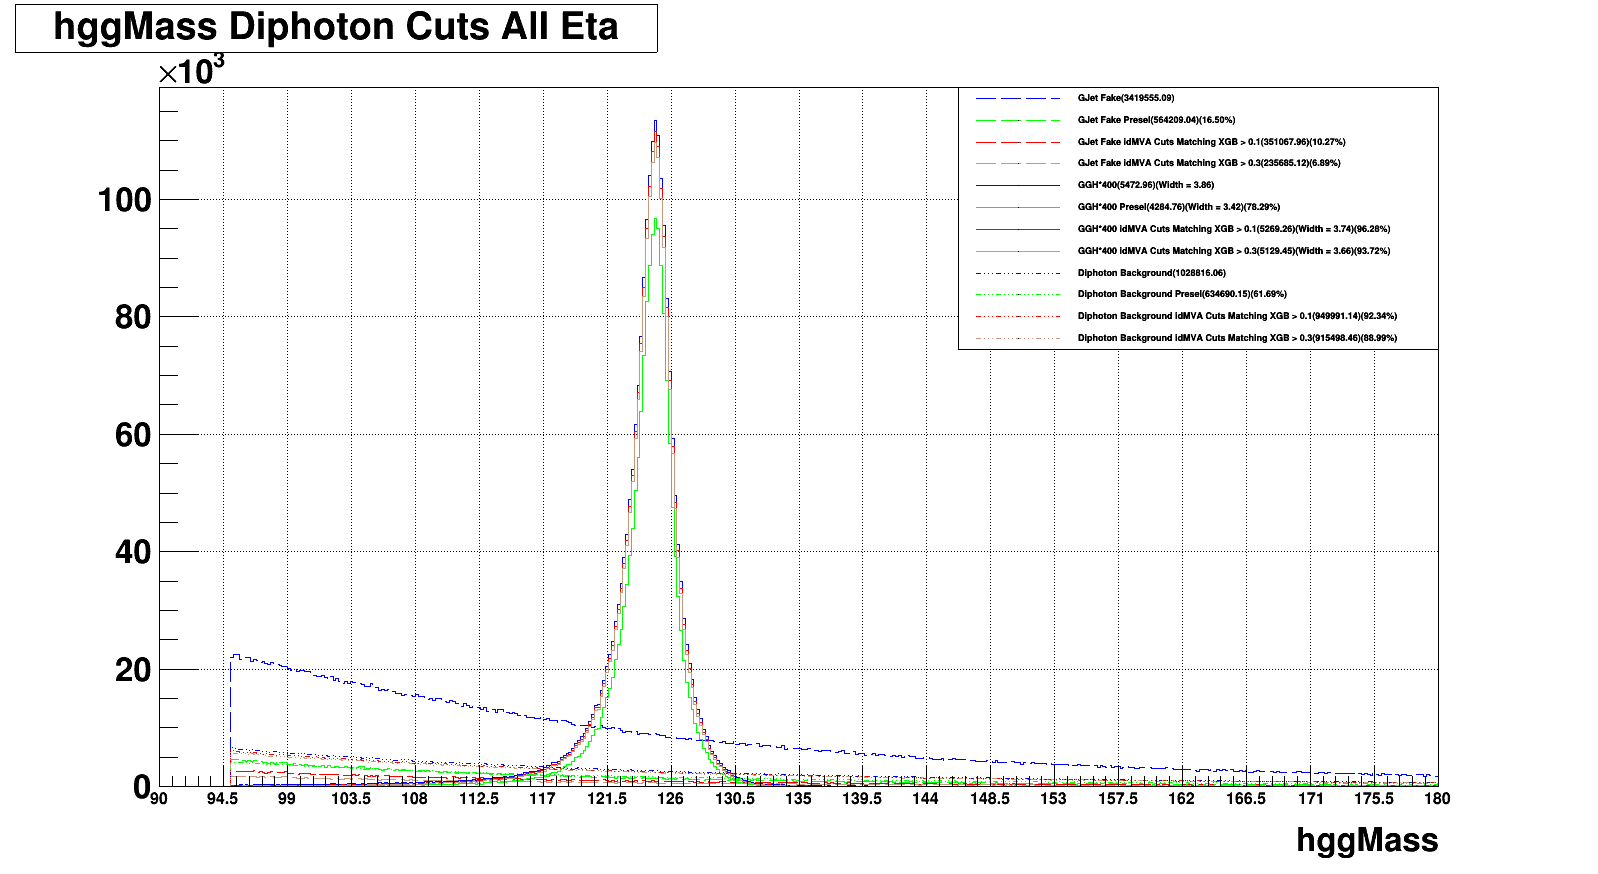 hggMass Diphoton Cuts All Eta
×10³
GJet Fake(3419555.09)
GJet Fake Presel(564209.04)(16.50%)
GJet Fake idMVA Cuts Matching XGB > 0.1(351067.96)(10.27%)
GJet Fake idMVA Cuts Matching XGB > 0.3(235685.12)(6.89%)
GGH*400(5472.96)(Width = 3.86)
GGH*400 Presel(4284.76)(Width = 3.42)(78.29%)
GGH*400 idMVA Cuts Matching XGB > 0.1(5269.26)(Width = 3.74)(96.28%)
GGH*400 idMVA Cuts Matching XGB > 0.3(5129.45)(Width = 3.66)(93.72%)
Diphoton Background(1028816.06)
Diphoton Background Presel(634690.15)(61.69%)
Diphoton Background idMVA Cuts Matching XGB > 0.1(949991.14)(92.34%)
Diphoton Background idMVA Cuts Matching XGB > 0.3(915498.46)(88.99%)
100
80
60
40
20
0
90 94.5 99 103.5 108 112.5 117 121.5 126 130.5 135 139.5 144 148.5 153 157.5 162 166.5 171 175.5 180
hggMass